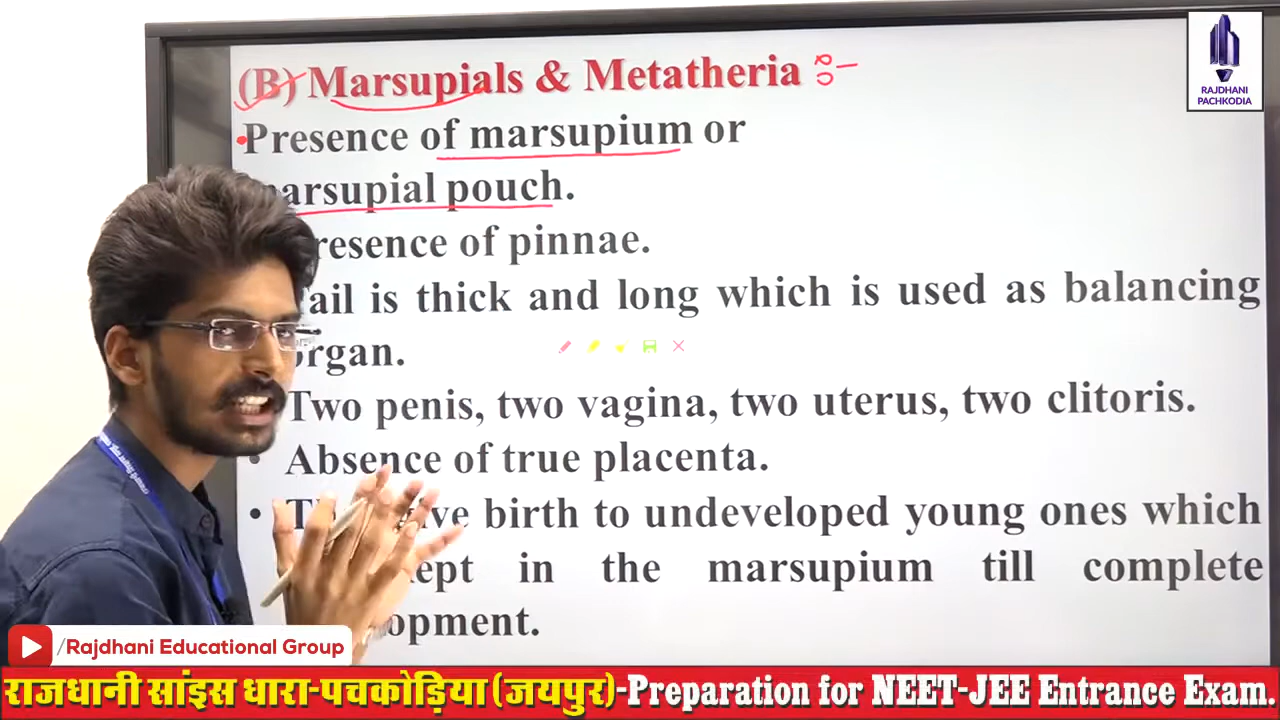 (B) Marsupials & Metatheria :-
RAJDHANI
PACHKODIA
•Presence of marsupium or
arsupial pouch.
resence of pinnae.
ail is thick and long which is used as balancing
organ.
Two penis, two vagina, two uterus, two clitoris.
• Absence of true placenta.
• birth to undeveloped young ones which
ept in the marsupium till complete
opment.
/Rajdhani Educational Group
राजधानी सांइस धारा-पचकोड़िया (जयपुर)-Preparation for NEET-JEE Entrance Exam.